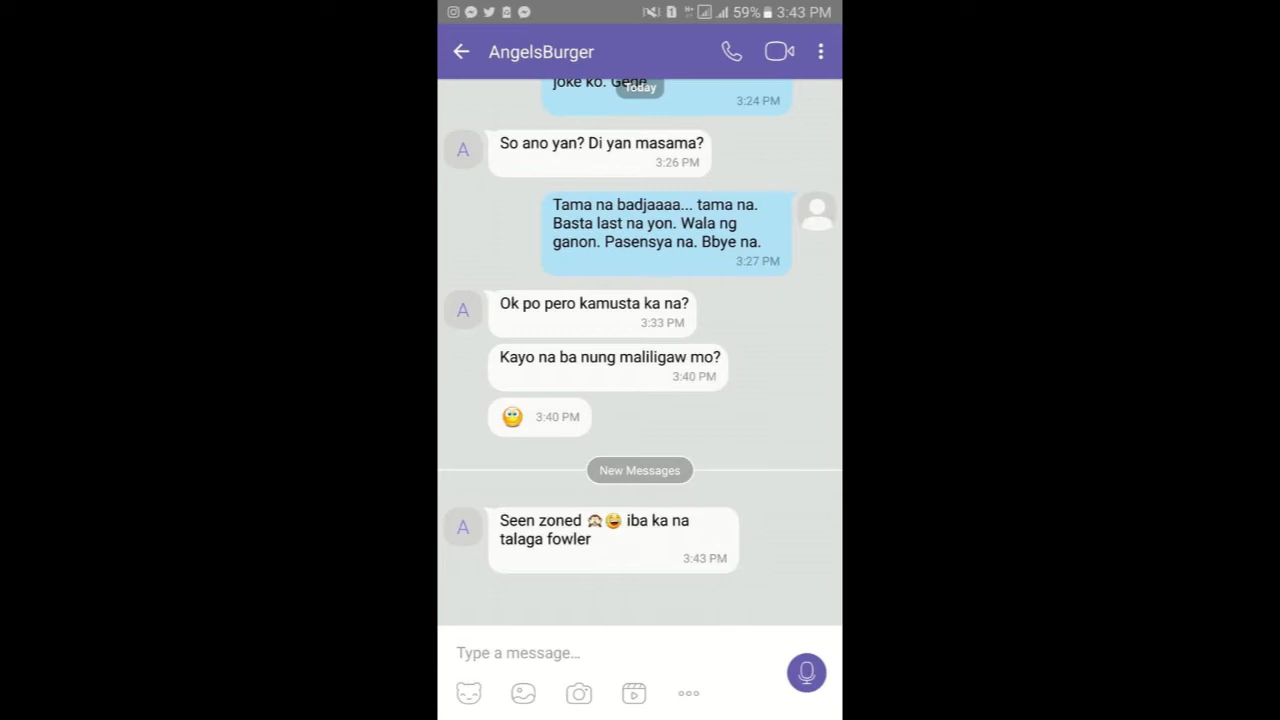 59% 3:43 PM
AngelsBurger
joke ko. Gene
Today
3:24 PM
A
So ano yan? Di yan masama?
3:26 PM
Tama na badjaaaa... tama na.
Basta last na yon. Wala ng
ganon. Pasensya na. Bbye na.
3:27 PM
A
Ok po pero kamusta ka na?
3:33 PM
Kayo na ba nung maliligaw mo?
3:40 PM
3:40 PM
New Messages
A
Seen zoned 🙊😂 iba ka na
talaga fowler
3:43 PM
Type a message...